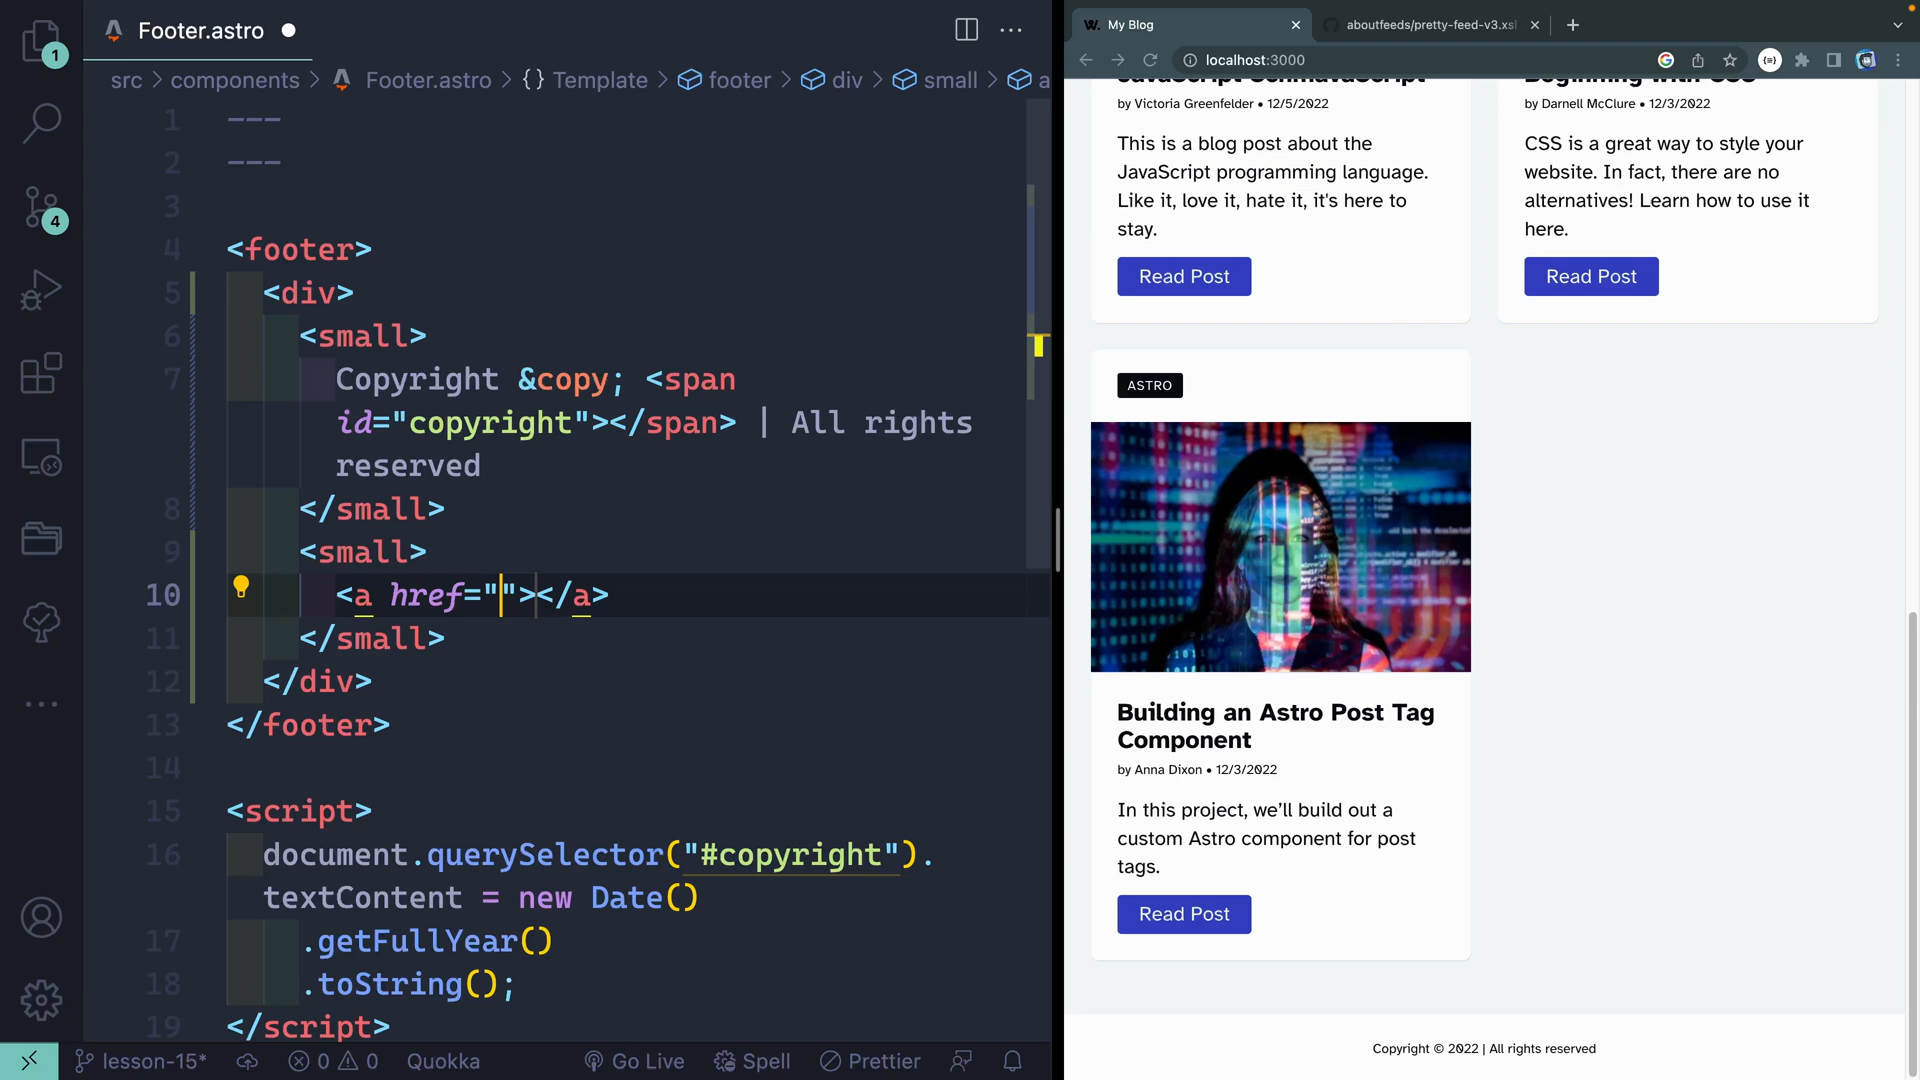 Footer.astro
src > components > Footer.astro > {} Template > footer > div > small > a
1 ---
2 ---
3
4 <footer>
5 <div>
6 <small>
7 Copyright &copy; <span
id="copyright"></span> | All rights
reserved
8 </small>
9 <small>
10 <a href=""></a>
11 </small>
12 </div>
13 </footer>
14
15 <script>
16 document.querySelector("#copyright").
textContent = new Date()
17 .getFullYear()
18 .toString();
19 </script>
1
4
lesson-15*
0 0
Quokka
Go Live
Spell
Prettier
W. My Blog
aboutfeeds/pretty-feed-v3.xsl
localhost:3000
by Victoria Greenfelder • 12/5/2022
This is a blog post about the
JavaScript programming language.
Like it, love it, hate it, it's here to
stay.
Read Post
Beginning with CSS
by Darnell McClure • 12/3/2022
CSS is a great way to style your
website. In fact, there are no
alternatives! Learn how to use it
here.
Read Post
ASTRO
Building an Astro Post Tag
Component
by Anna Dixon • 12/3/2022
In this project, we’ll build out a
custom Astro component for post
tags.
Read Post
Copyright © 2022 | All rights reserved